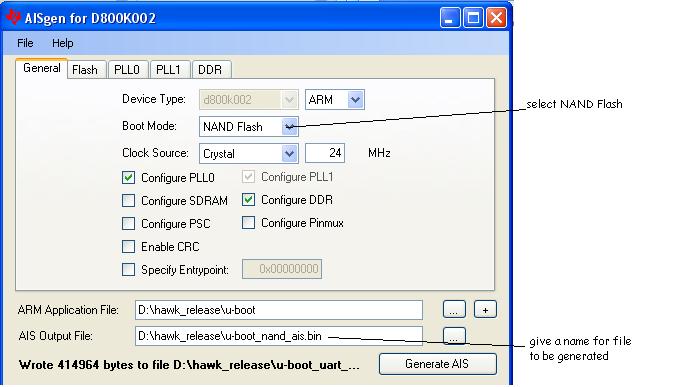 AISgen for D800K002
File Help
General Flash PLL0 PLL1 DDR
Device Type: d800k002 ARM
Boot Mode: NAND Flash
select NAND Flash
Clock Source: Crystal 24 MHz
Configure PLL0 Configure PLL1
Configure SDRAM Configure DDR
Configure PSC Configure Pinmux
Enable CRC
Specify Entrypoint: 0x00000000
ARM Application File: D:\hawk_release\u-boot ... +
AIS Output File: D:\hawk_release\u-boot_nand_ais.bin ...
give a name for file
to be generated
Wrote 414964 bytes to file D:\hawk_release\u-boot_uart_... Generate AIS